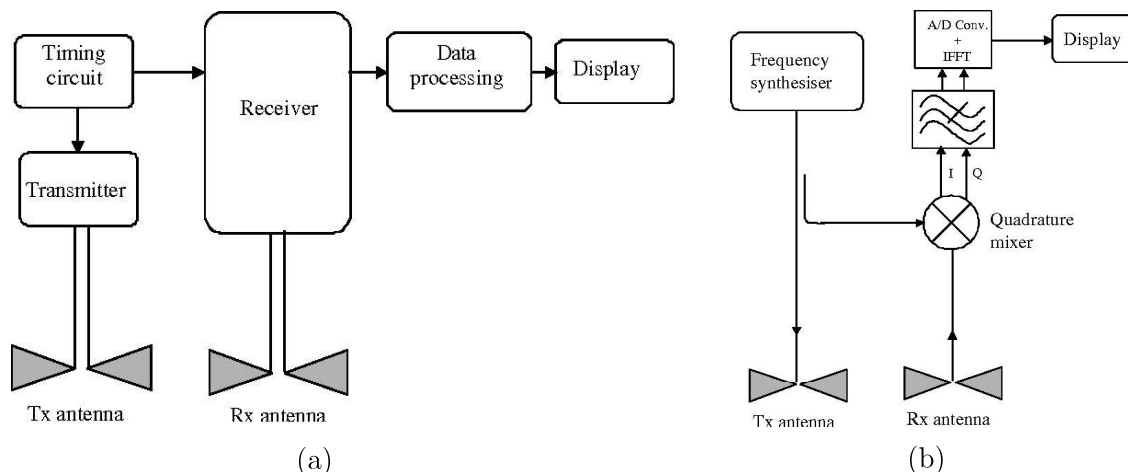 Timing
circuit
Receiver
Data
processing
Display
Transmitter
Tx antenna
Rx antenna
(a)
Frequency
synthesiser
A/D Conv.
+
IFFT
Display
I
Q
Quadrature
mixer
Tx antenna
Rx antenna
(b)